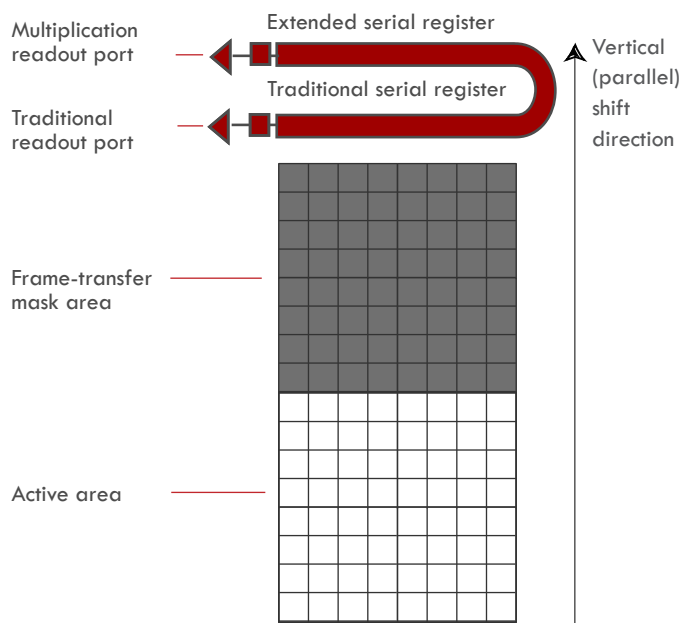 Multiplication
readout port
Extended serial register
Traditional serial register
Traditional
readout port
Vertical
(parallel)
shift
direction
Frame-transfer
mask area
Active area